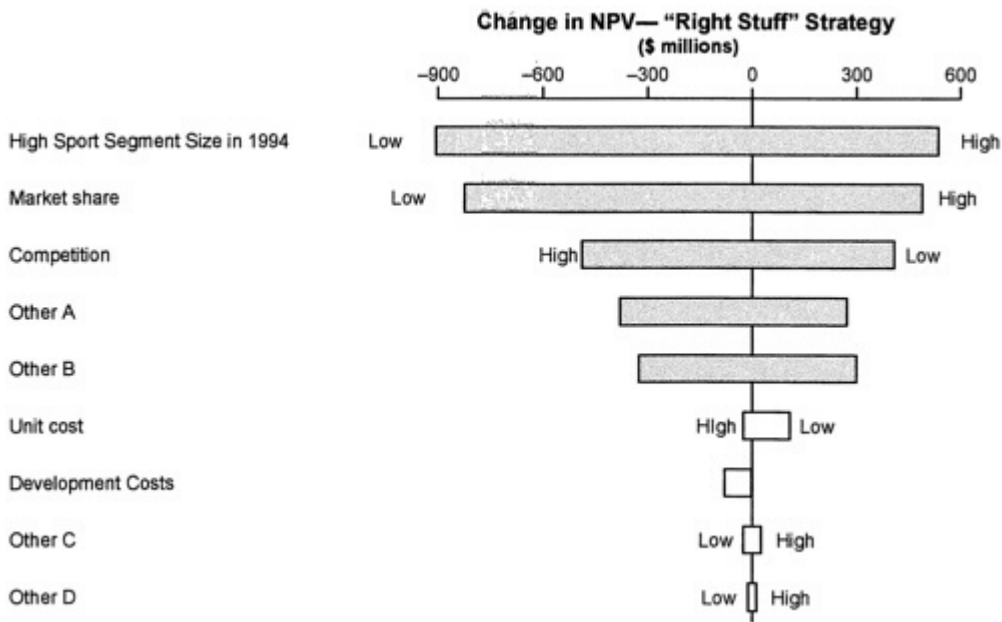 Change in NPV— “Right Stuff” Strategy
($ millions)
–900 –600 –300 0 300 600
High Sport Segment Size in 1994 Low High
Market share Low High
Competition High Low
Other A
Other B
Unit cost HIgh Low
Development Costs
Other C Low High
Other D Low High